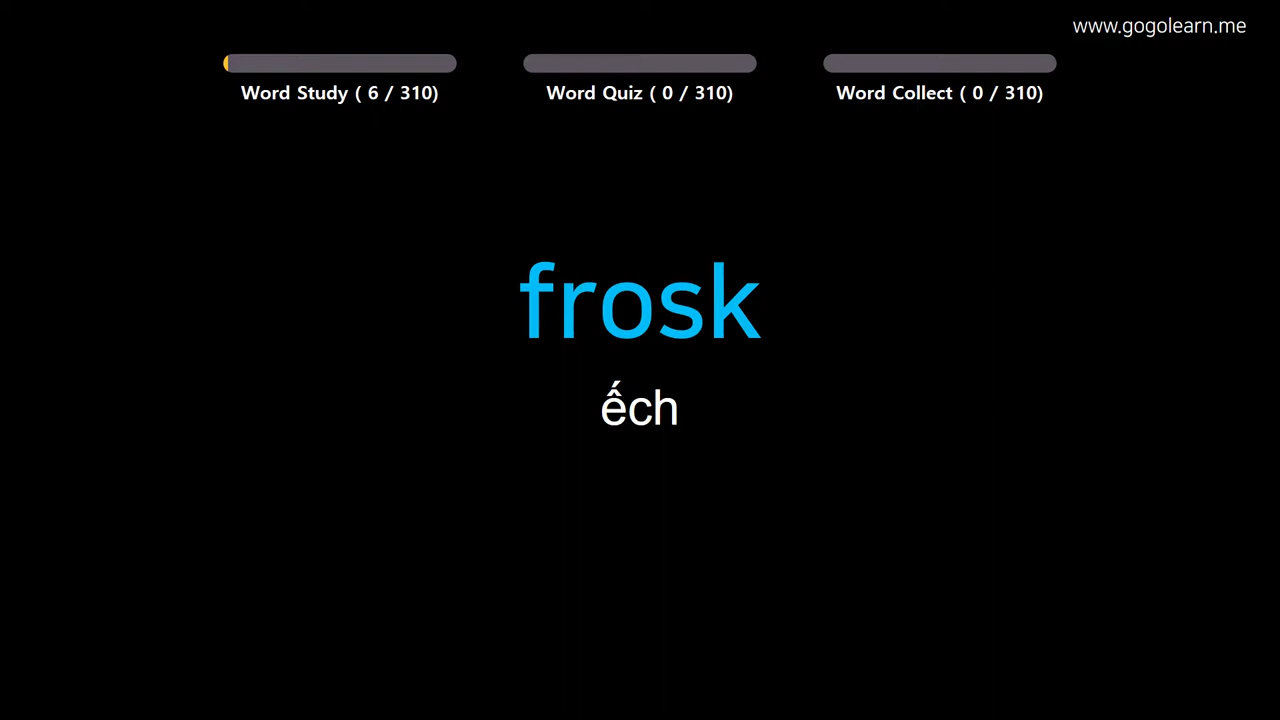 www.gogolearn.me
Word Study ( 6 / 310)
Word Quiz ( 0 / 310)
Word Collect ( 0 / 310)
frosk
ếch